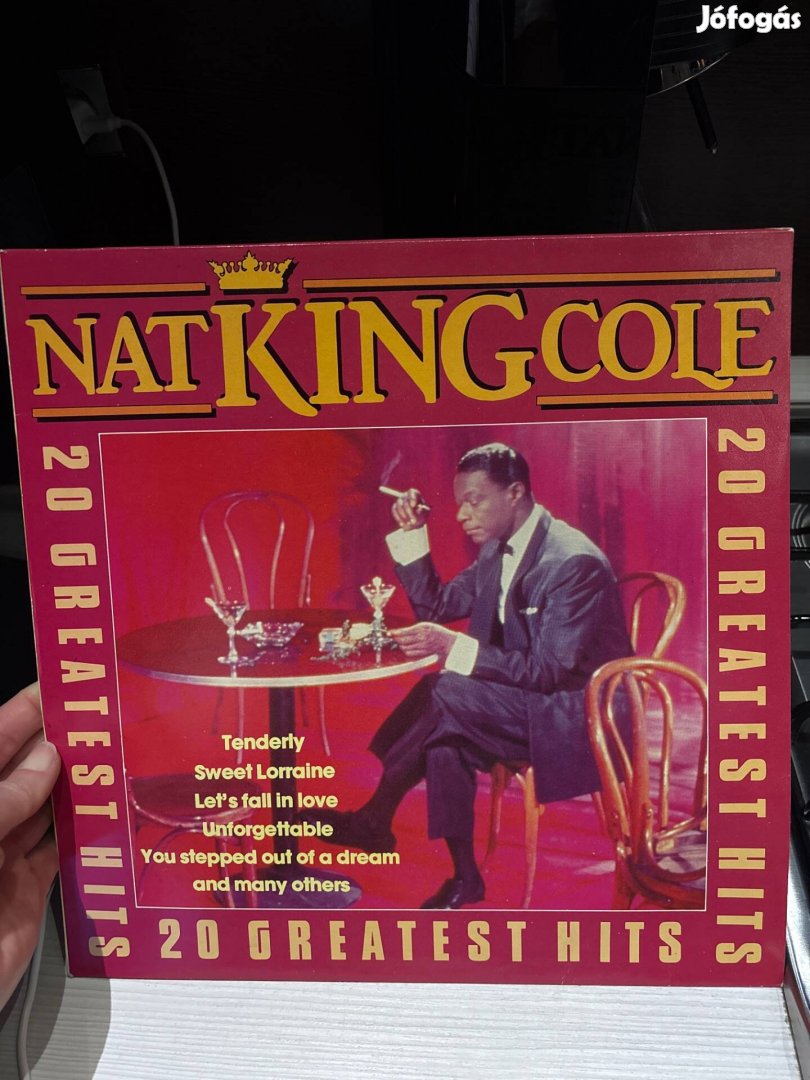 Jófogás
NAT KING COLE
20 GREATEST HITS
20 GREATEST HITS
Tenderly
Sweet Lorraine
Let's fall in love
Unforgettable
You stepped out of a dream
and many others
20 GREATEST HITS